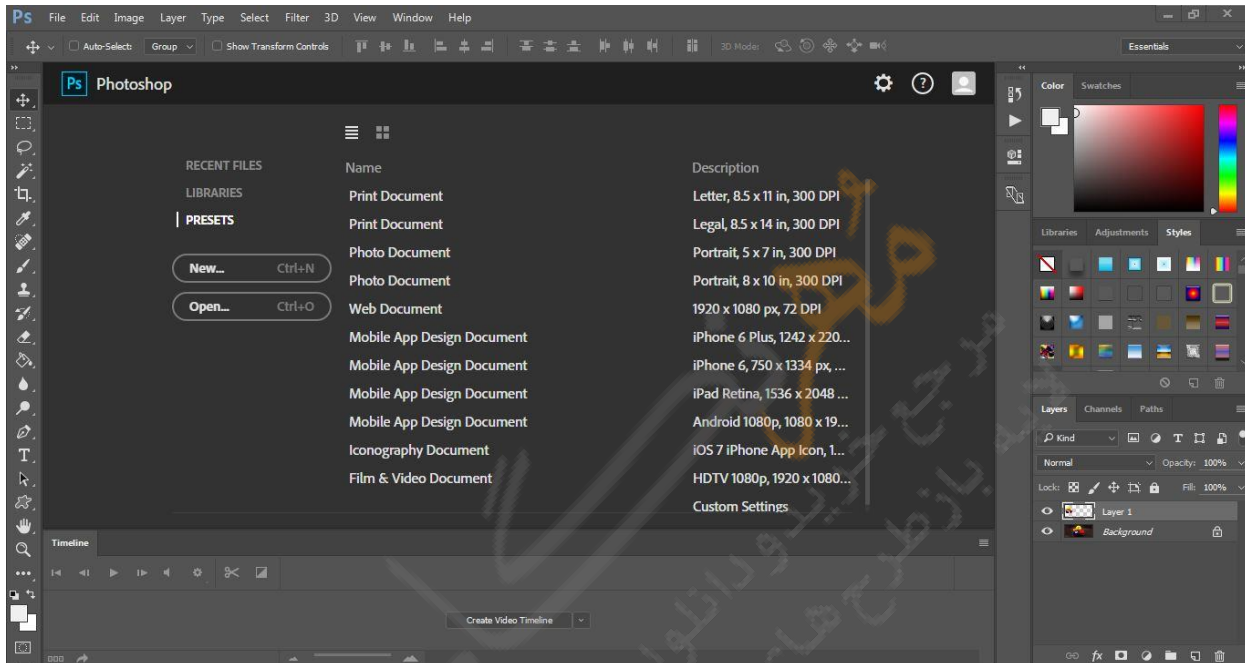 Ps File Edit Image Layer Type Select Filter 3D View Window Help
Auto-Select: Group Show Transform Controls 3D Mode: Essentials
Ps Photoshop
RECENT FILES
LIBRARIES
PRESETS
New... Ctrl+N
Open... Ctrl+O
Name Description
Print Document Letter, 8.5 x 11 in, 300 DPI
Print Document Legal, 8.5 x 14 in, 300 DPI
Photo Document Portrait, 5 x 7 in, 300 DPI
Photo Document Portrait, 8 x 10 in, 300 DPI
Web Document 1920 x 1080 px, 72 DPI
Mobile App Design Document iPhone 6 Plus, 1242 x 220...
Mobile App Design Document iPhone 6, 750 x 1334 px, ...
Mobile App Design Document iPad Retina, 1536 x 2048 ...
Mobile App Design Document Android 1080p, 1080 x 19...
Iconography Document iOS 7 iPhone App Icon, 1...
Film & Video Document HDTV 1080p, 1920 x 1080...
Custom Settings
Timeline
Create Video Timeline
Color Swatches
Libraries Adjustments Styles
Layers Channels Paths
Kind
Normal Opacity: 100%
Lock: Fill: 100%
Layer 1
Background
fx
مرجع خرید و دانلود